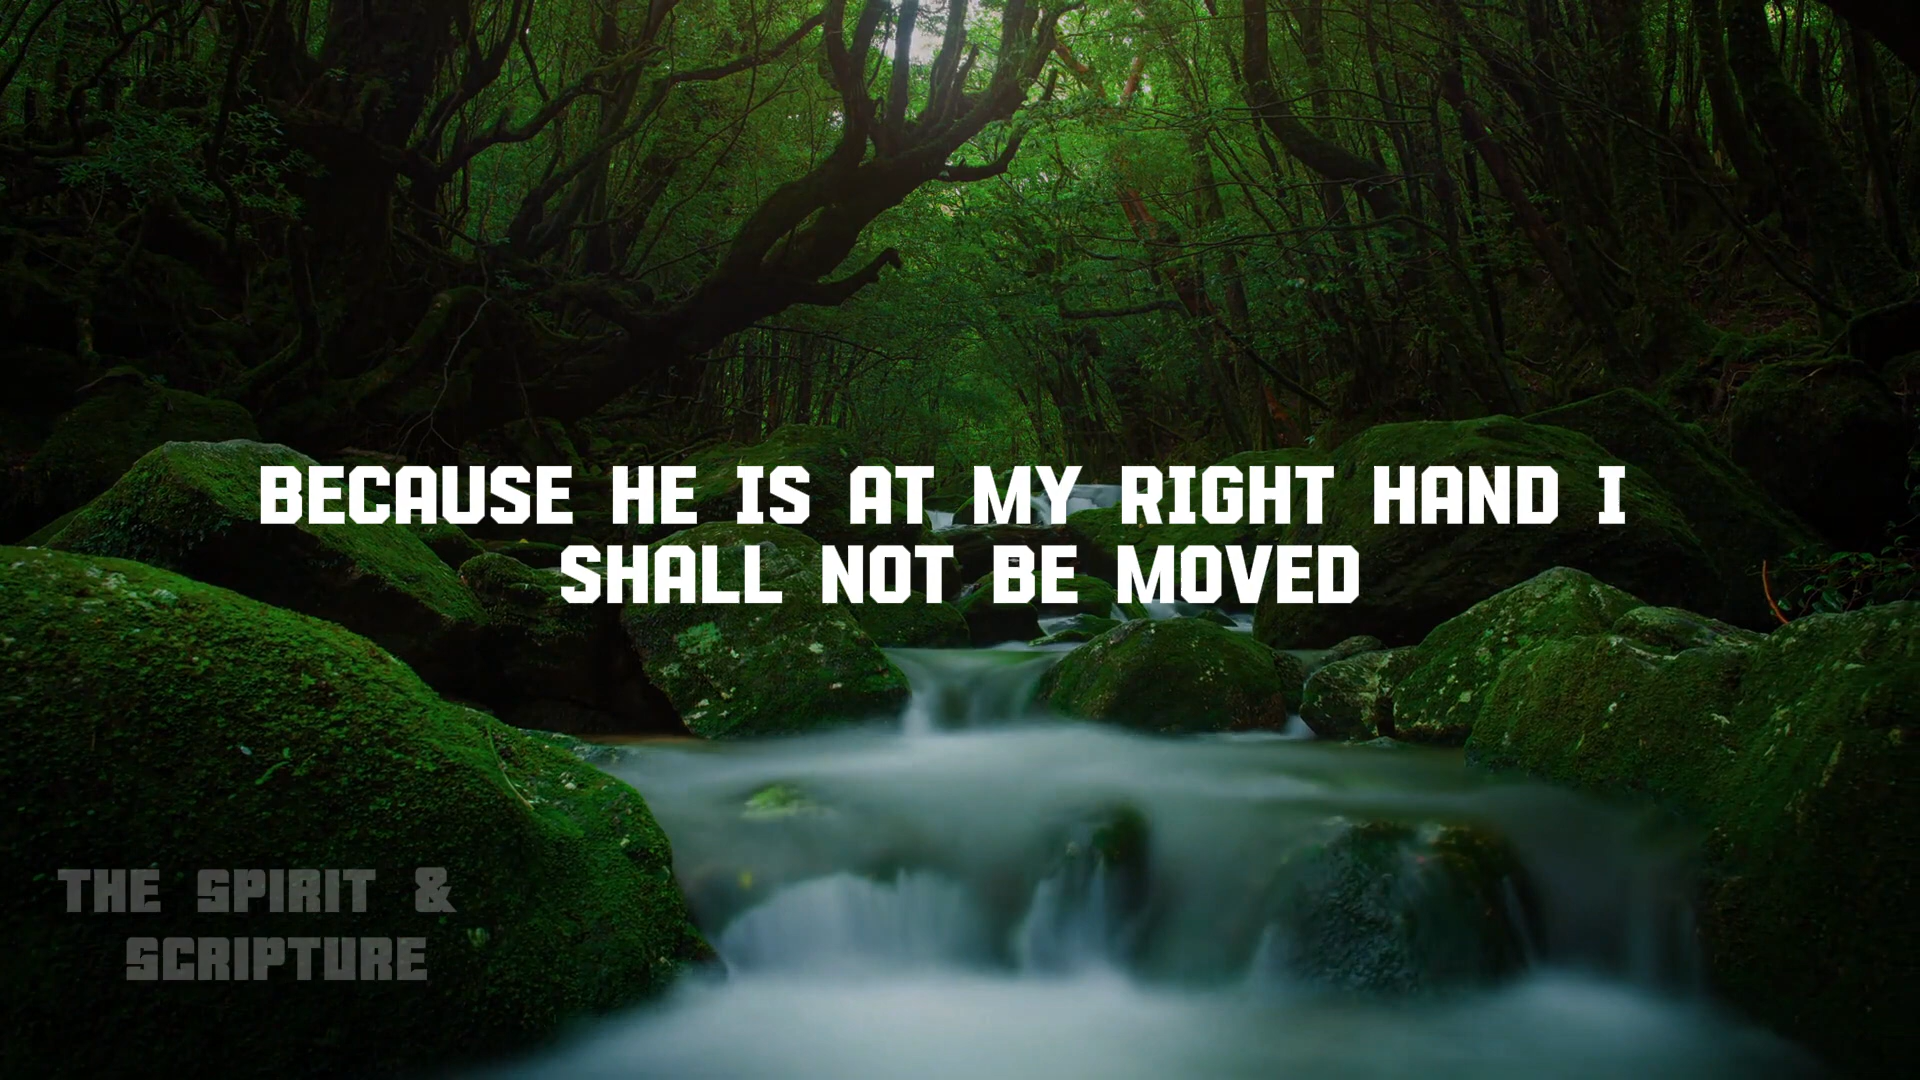 BECAUSE HE IS AT MY RIGHT HAND I
SHALL NOT BE MOVED
THE SPIRIT &
SCRIPTURE